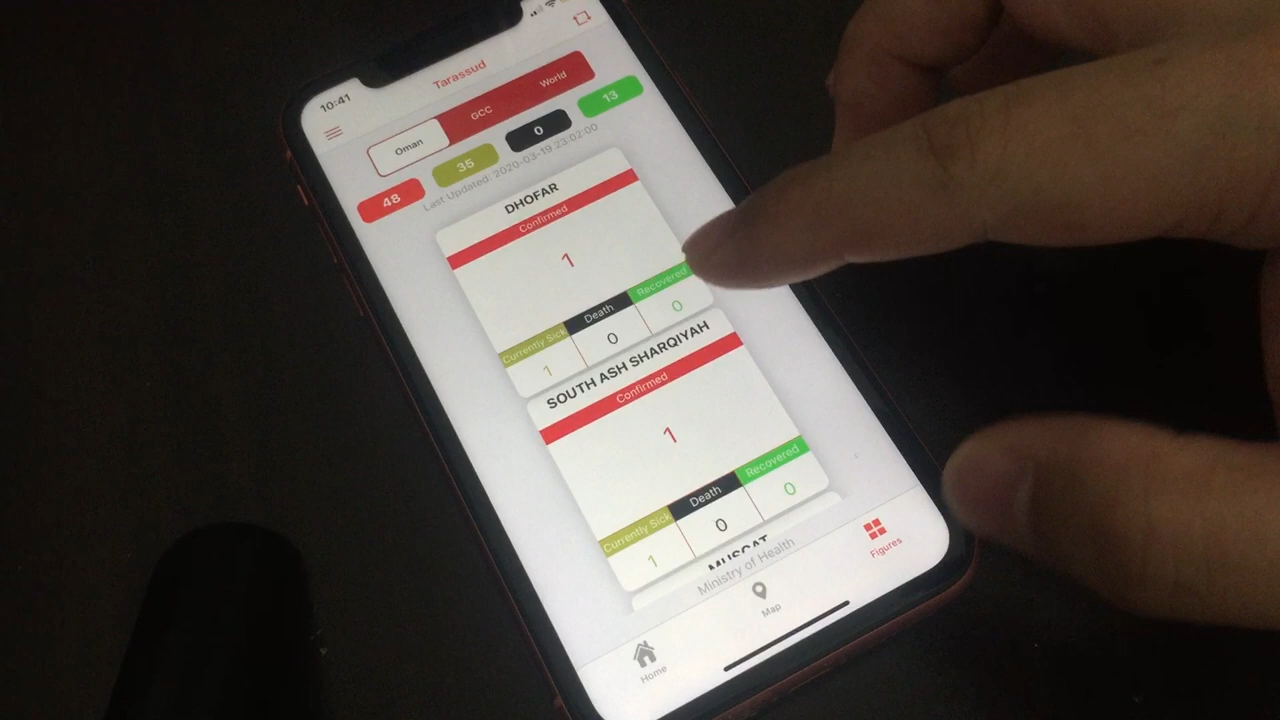 10:41
Tarassud
Oman GCC World
48 35 0 13
Last Updated: 2020-03-19 23:02:00
DHOFAR
Confirmed
1
Currently Sick Death Recovered
1 0 0
SOUTH ASH SHARQIYAH
Confirmed
1
Currently Sick Death Recovered
1 0 0
MUSCAT
Ministry of Health
Home Map Figures